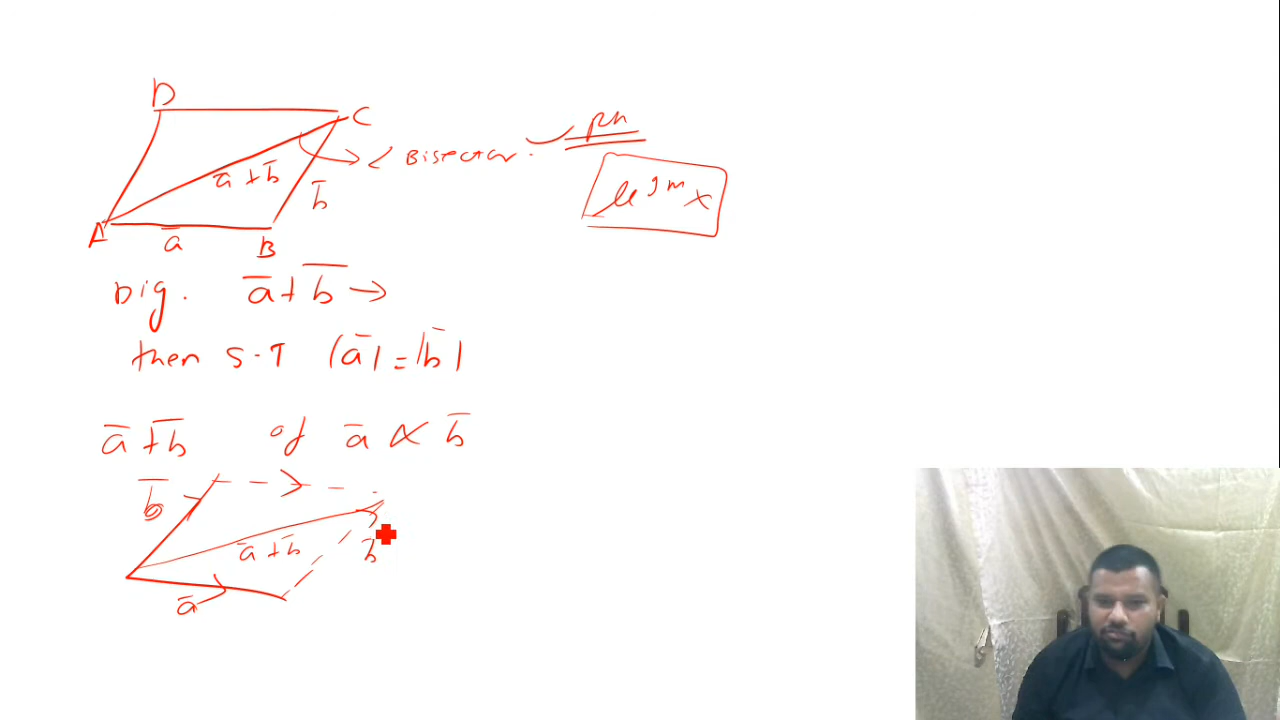 D
C
∠ Bisector.
a̅ + b̅
b̅
A
a̅
B
Dig. a̅ + b̅ →
then S.T |a̅| = |b̅|
a̅ + b̅ of a̅ & b̅
b̅
a̅ + b̅
b̅
a̅